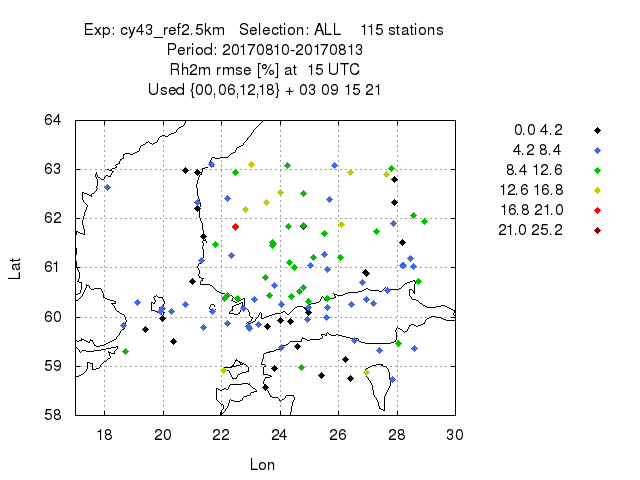 Exp: cy43_ref2.5km Selection: ALL 115 stations
Period: 20170810-20170813
Rh2m rmse [%] at 15 UTC
Used {00,06,12,18} + 03 09 15 21
64
63
62
61
60
59
58
Lat
18 20 22 24 26 28 30
Lon
0.0 4.2
4.2 8.4
8.4 12.6
12.6 16.8
16.8 21.0
21.0 25.2